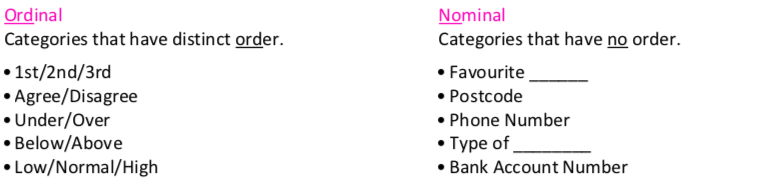 Ordinal
Categories that have distinct order.
• 1st/2nd/3rd
• Agree/Disagree
• Under/Over
• Below/Above
• Low/Normal/High
Nominal
Categories that have no order.
• Favourite ______
• Postcode
• Phone Number
• Type of ________
• Bank Account Number